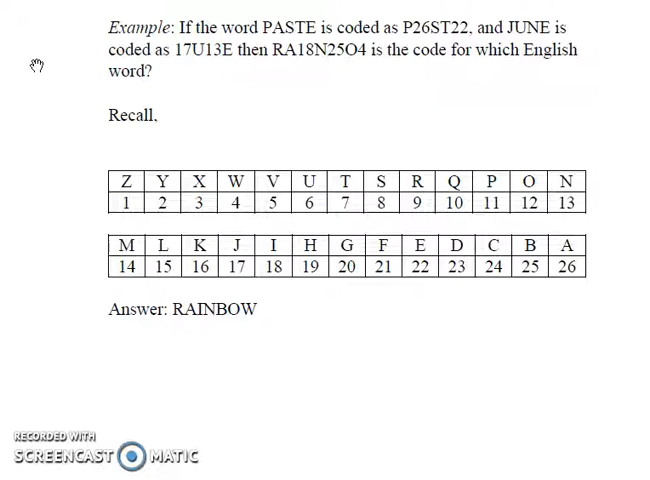 Example: If the word PASTE is coded as P26ST22, and JUNE is
coded as 17U13E then RA18N25O4 is the code for which English
word?
Recall,
Z Y X W V U T S R Q P O N
1 2 3 4 5 6 7 8 9 10 11 12 13
M L K J I H G F E D C B A
14 15 16 17 18 19 20 21 22 23 24 25 26
Answer: RAINBOW
RECORDED WITH
SCREENCAST MATIC